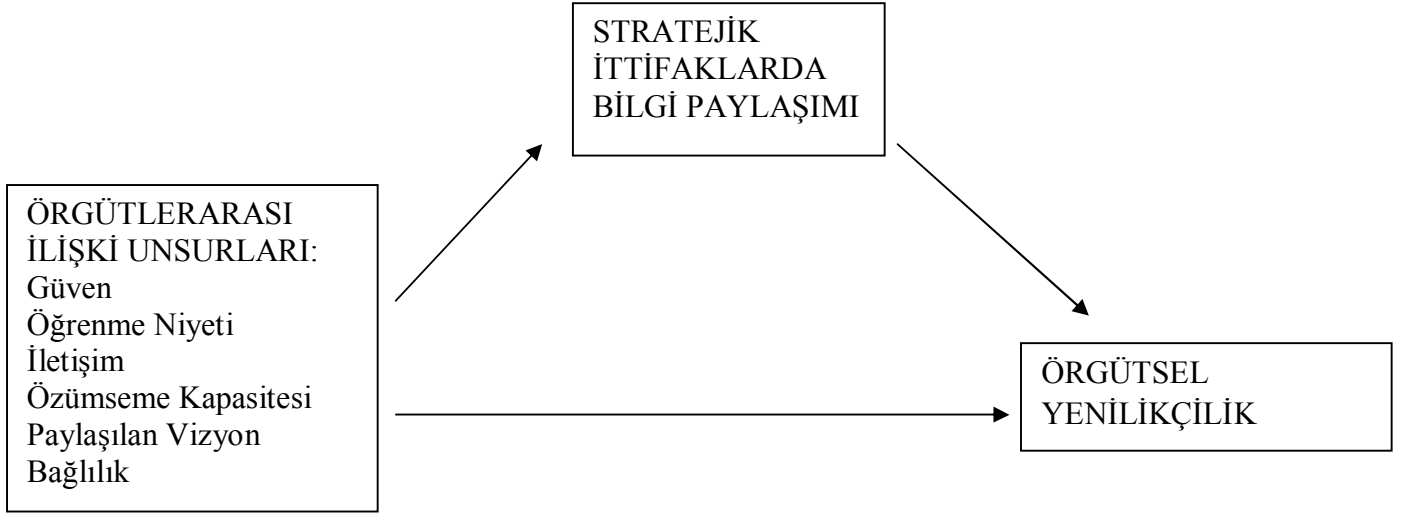 STRATEJİK
İTTİFAKLARDA
BİLGİ PAYLAŞIMI
ÖRGÜTLERARASI
İLİŞKİ UNSURLARI:
Güven
Öğrenme Niyeti
İletişim
Özümseme Kapasitesi
Paylaşılan Vizyon
Bağlılık
ÖRGÜTSEL
YENİLİKÇİLİK